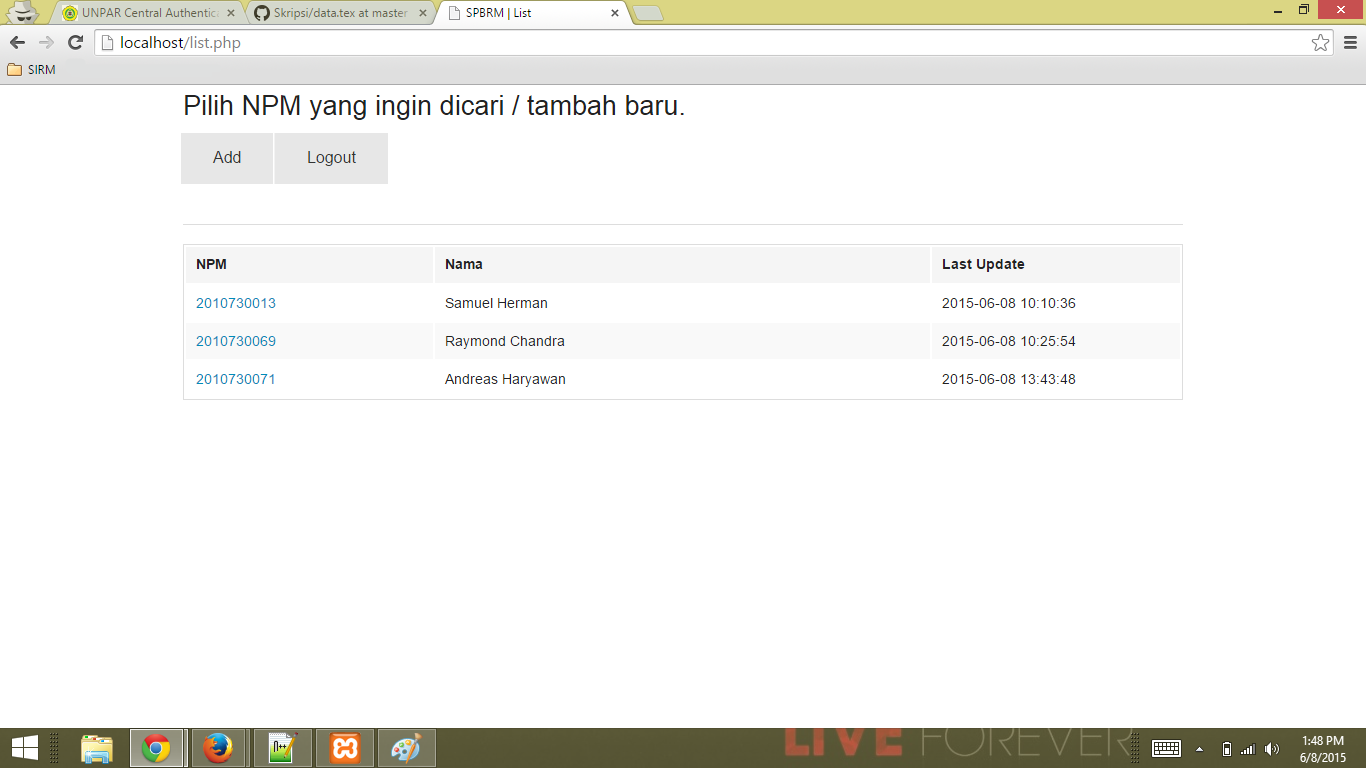 UNPAR Central Authentica
Skripsi/data.tex at master
SPBRM | List
localhost/list.php
SIRM
Pilih NPM yang ingin dicari / tambah baru.
Add Logout
NPM Nama Last Update
2010730013 Samuel Herman 2015-06-08 10:10:36
2010730069 Raymond Chandra 2015-06-08 10:25:54
2010730071 Andreas Haryawan 2015-06-08 13:43:48
LIVE FOREVER
1:48 PM
6/8/2015